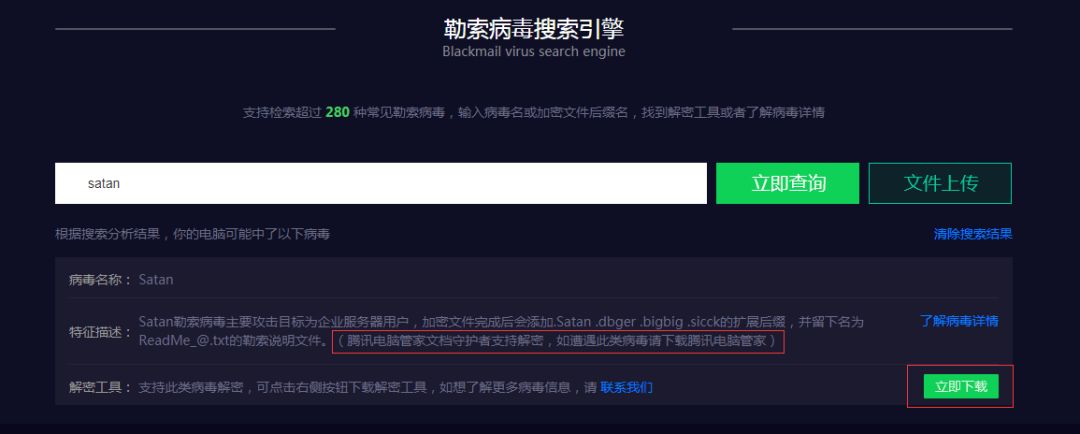 勒索病毒搜索引擎
Blackmail virus search engine
支持检索超过 280 种常见勒索病毒，输入病毒名或加密文件后缀名，找到解密工具或者了解病毒详情
satan
立即查询
文件上传
根据搜索分析结果，你的电脑可能中了以下病毒
清除搜索结果
病毒名称： Satan
特征描述： Satan勒索病毒主要攻击目标为企业服务器用户，加密文件完成后会添加.Satan .dbger .bigbig .sicck的扩展后缀，并留下名为
ReadMe_@.txt的勒索说明文件。（腾讯电脑管家文档守护者支持解密，如遭遇此类病毒请下载腾讯电脑管家）
了解病毒详情
解密工具： 支持此类病毒解密，可点击右侧按钮下载解密工具，如想了解更多病毒信息，请 联系我们
立即下载